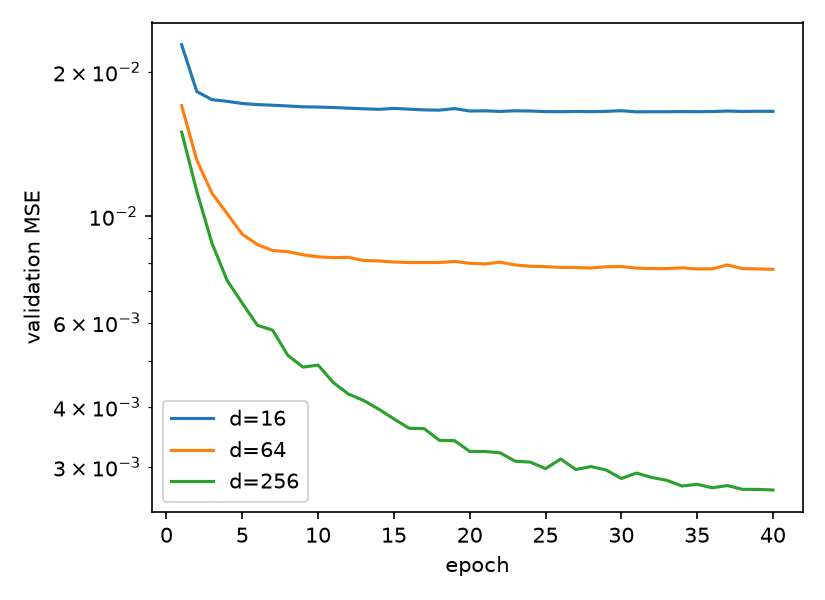 2 × 10⁻²
10⁻²
6 × 10⁻³
4 × 10⁻³
3 × 10⁻³
validation MSE
d=16
d=64
d=256
0 5 10 15 20 25 30 35 40
epoch